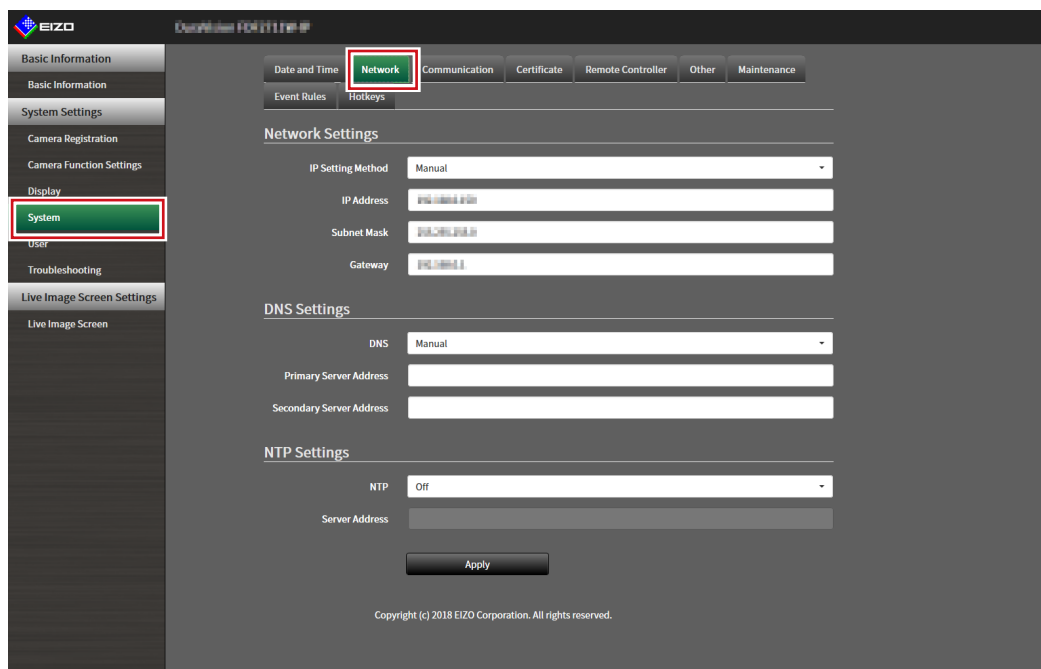 EIZO
Basic Information
Basic Information
System Settings
Camera Registration
Camera Function Settings
Display
System
User
Troubleshooting
Live Image Screen Settings
Live Image Screen
Date and Time Network Communication Certificate Remote Controller Other Maintenance
Event Rules Hotkeys
Network Settings
IP Setting Method Manual
IP Address
Subnet Mask
Gateway
DNS Settings
DNS Manual
Primary Server Address
Secondary Server Address
NTP Settings
NTP Off
Server Address
Apply
Copyright (c) 2018 EIZO Corporation. All rights reserved.